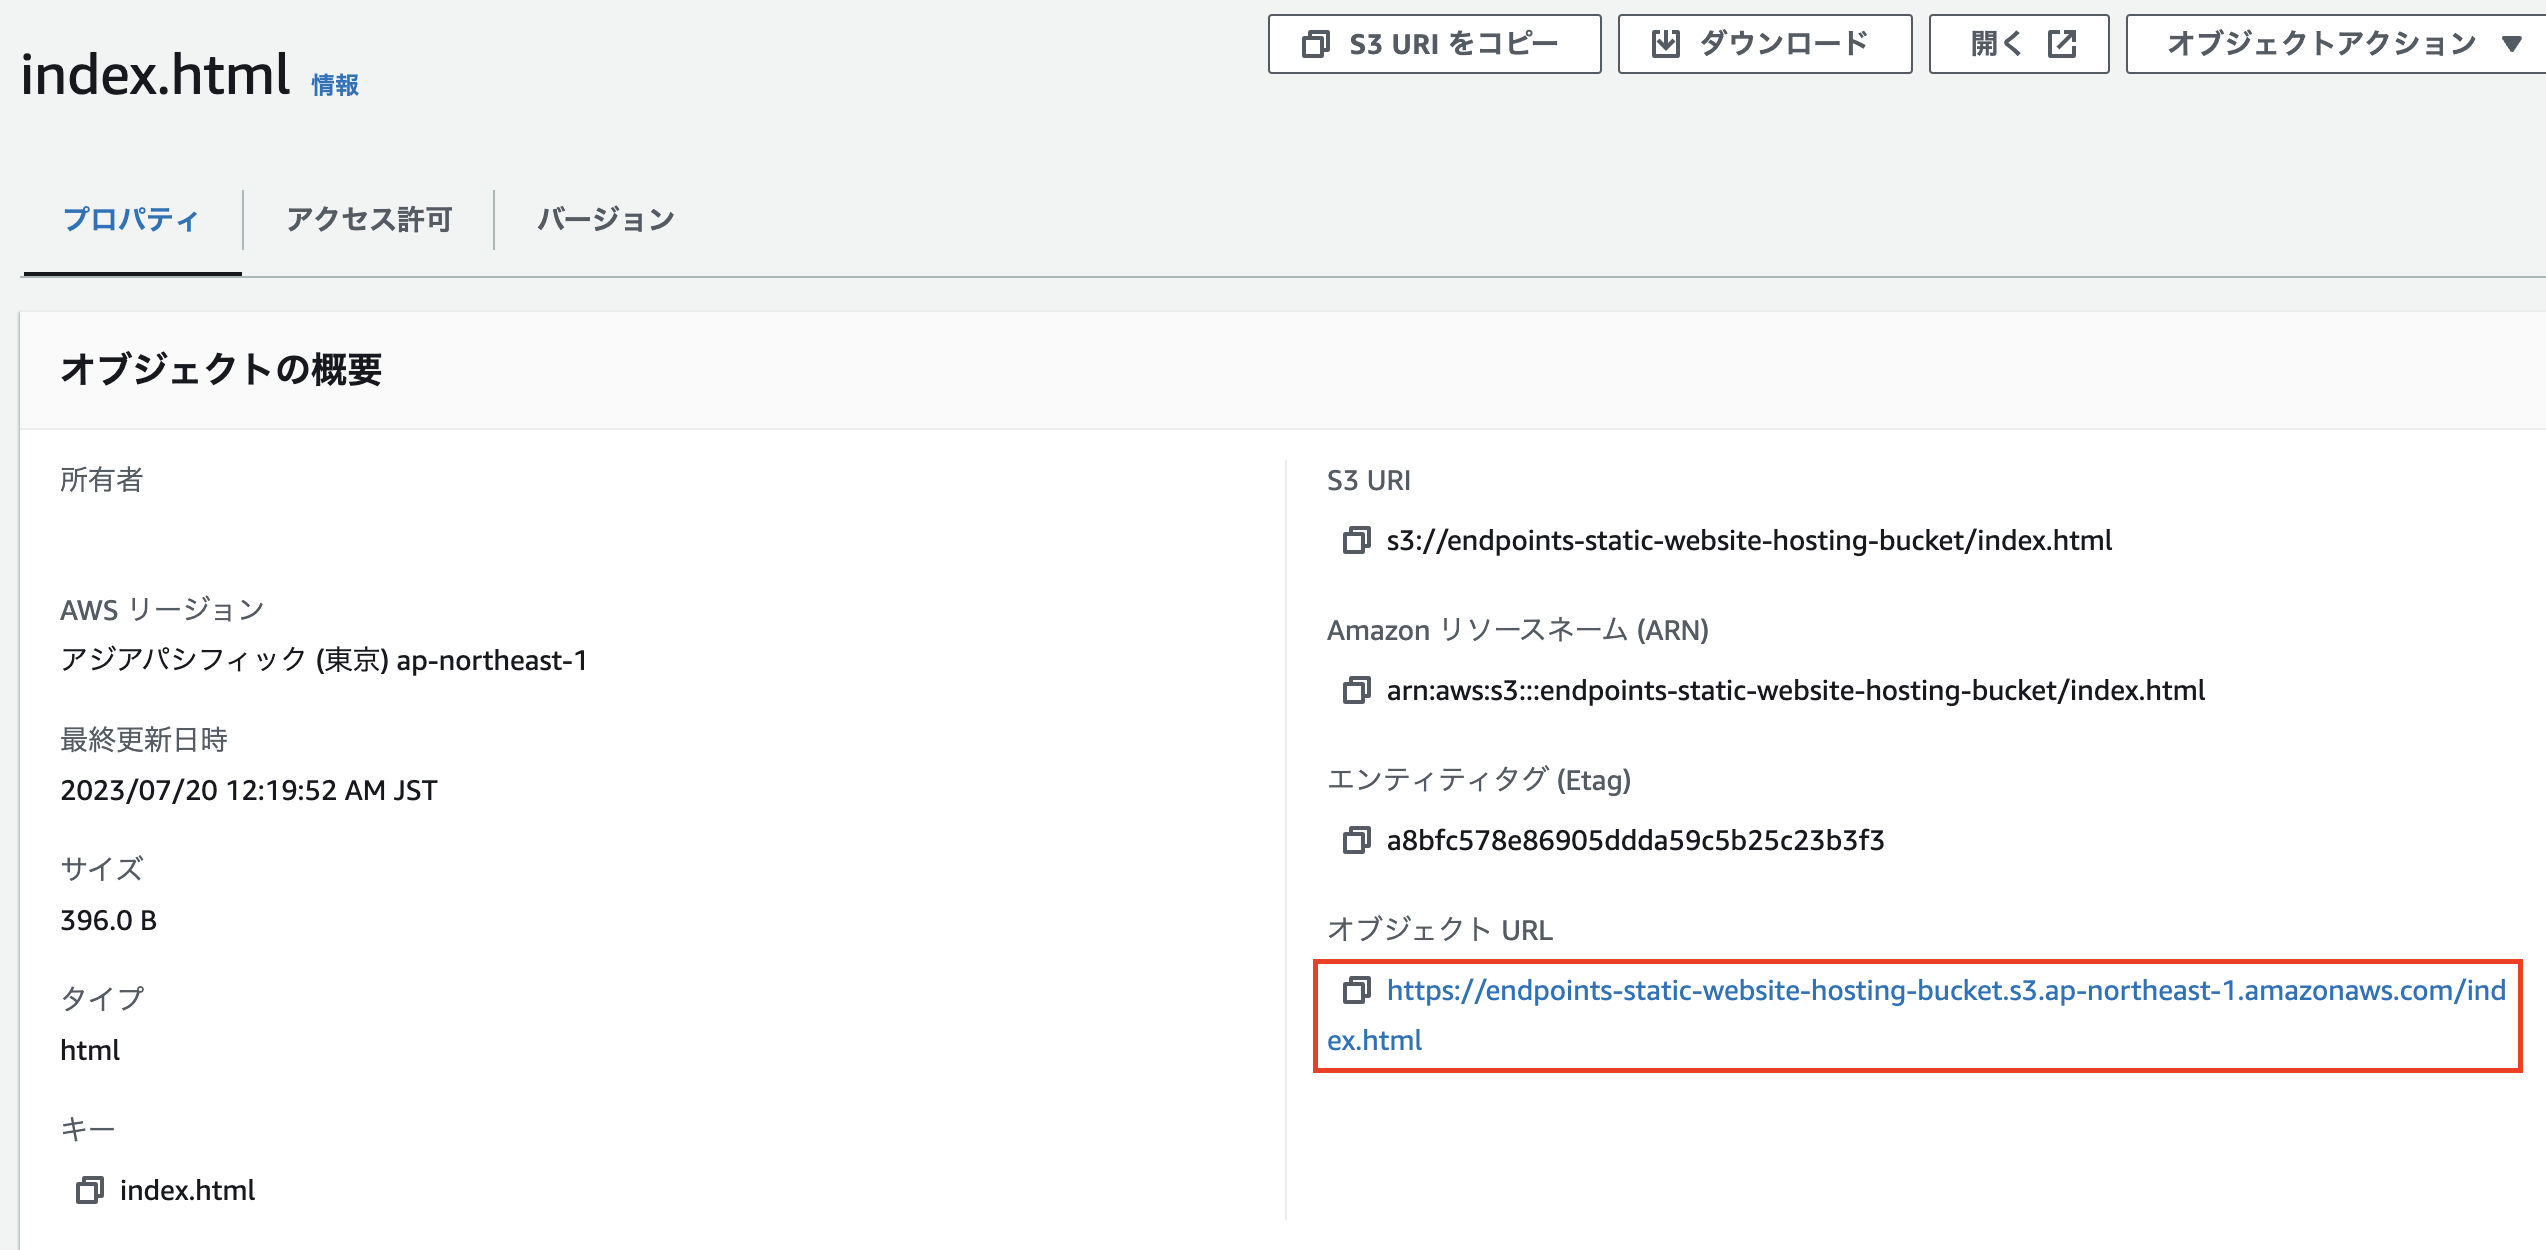 index.html 情報
S3 URI をコピー ダウンロード 開く オブジェクトアクション
プロパティ アクセス許可 バージョン
オブジェクトの概要
所有者
AWS リージョン
アジアパシフィック (東京) ap-northeast-1
最終更新日時
2023/07/20 12:19:52 AM JST
サイズ
396.0 B
タイプ
html
キー
index.html
S3 URI
s3://endpoints-static-website-hosting-bucket/index.html
Amazon リソースネーム (ARN)
arn:aws:s3:::endpoints-static-website-hosting-bucket/index.html
エンティティタグ (Etag)
a8bfc578e86905ddda59c5b25c23b3f3
オブジェクト URL
https://endpoints-static-website-hosting-bucket.s3.ap-northeast-1.amazonaws.com/ind
ex.html